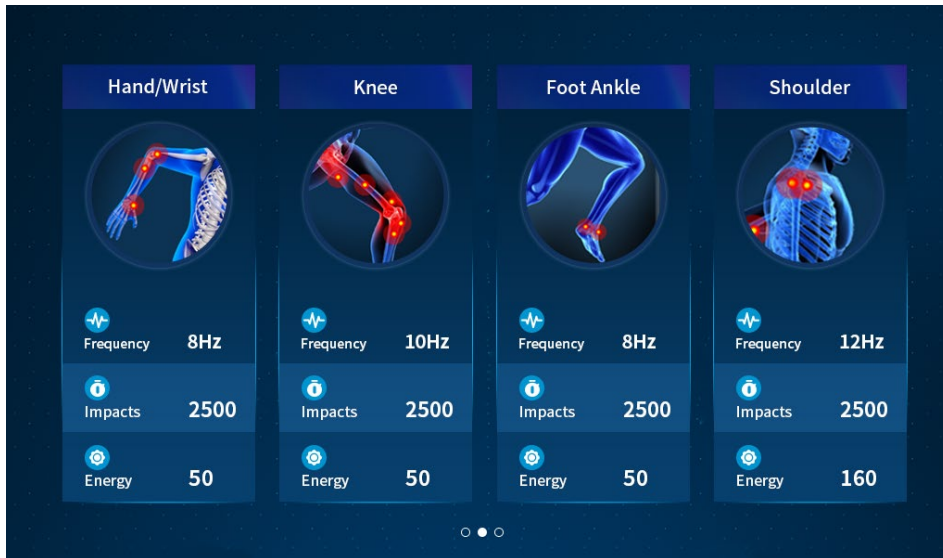 Hand/Wrist
Frequency 8Hz
Impacts 2500
Energy 50
Knee
Frequency 10Hz
Impacts 2500
Energy 50
Foot Ankle
Frequency 8Hz
Impacts 2500
Energy 50
Shoulder
Frequency 12Hz
Impacts 2500
Energy 160